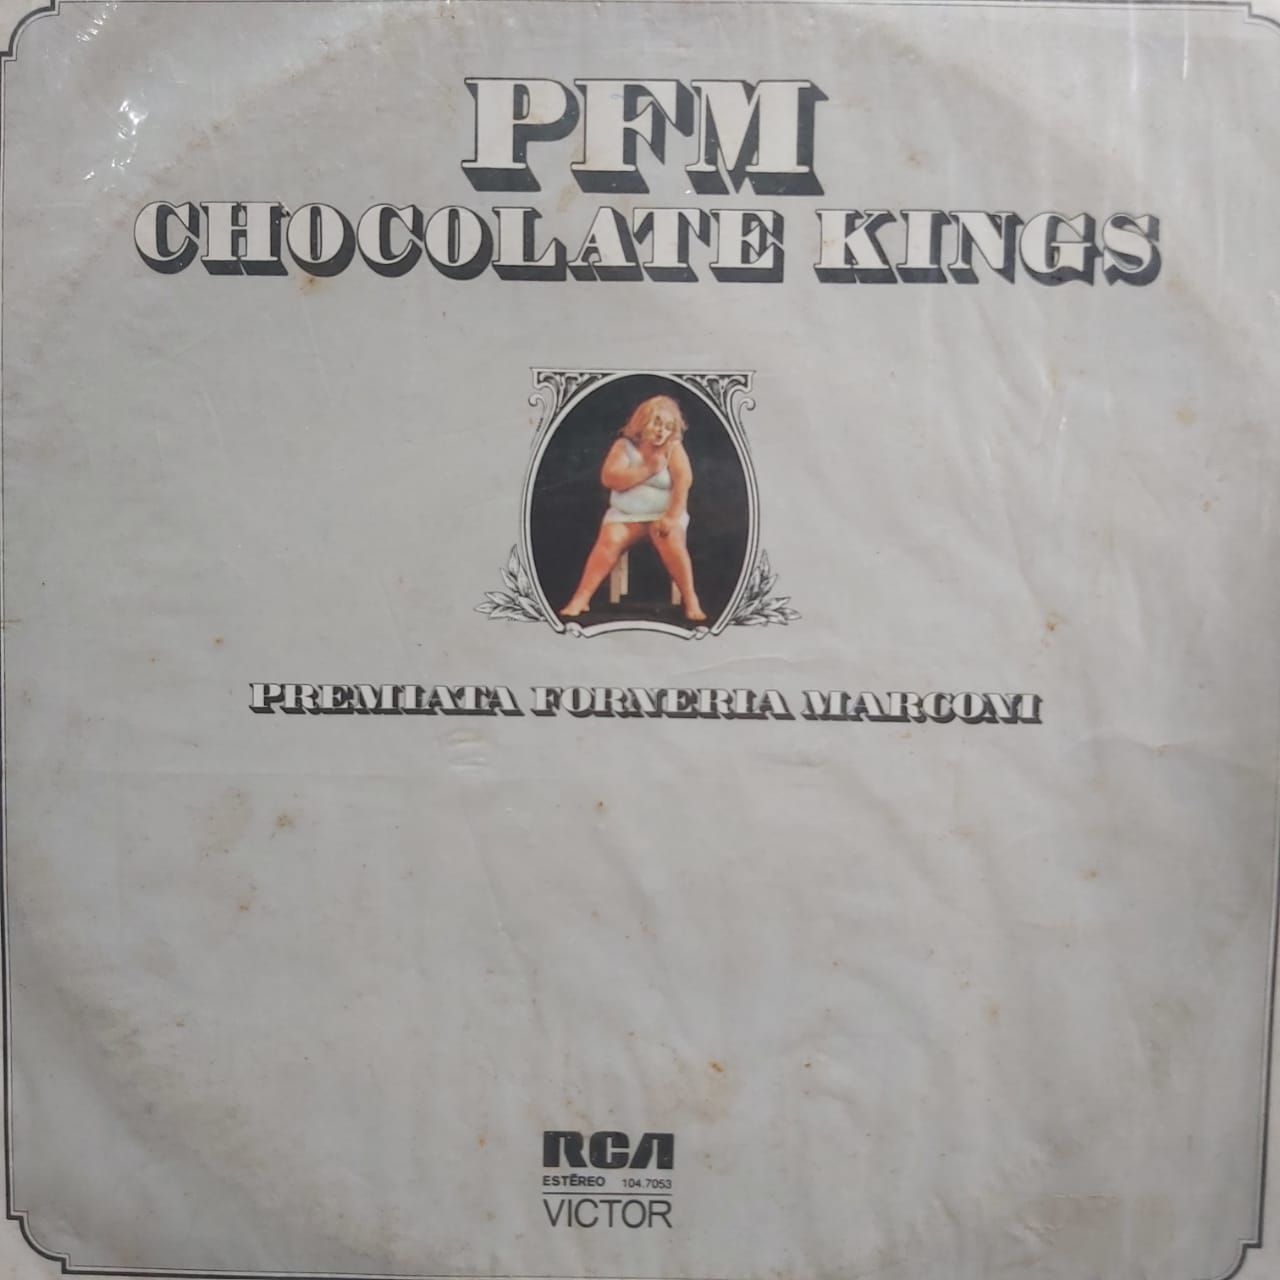 PFM
CHOCOLATE KINGS
PREMIATA FORNERIA MARCONI
RCA
ESTÉREO 104.7053
VICTOR